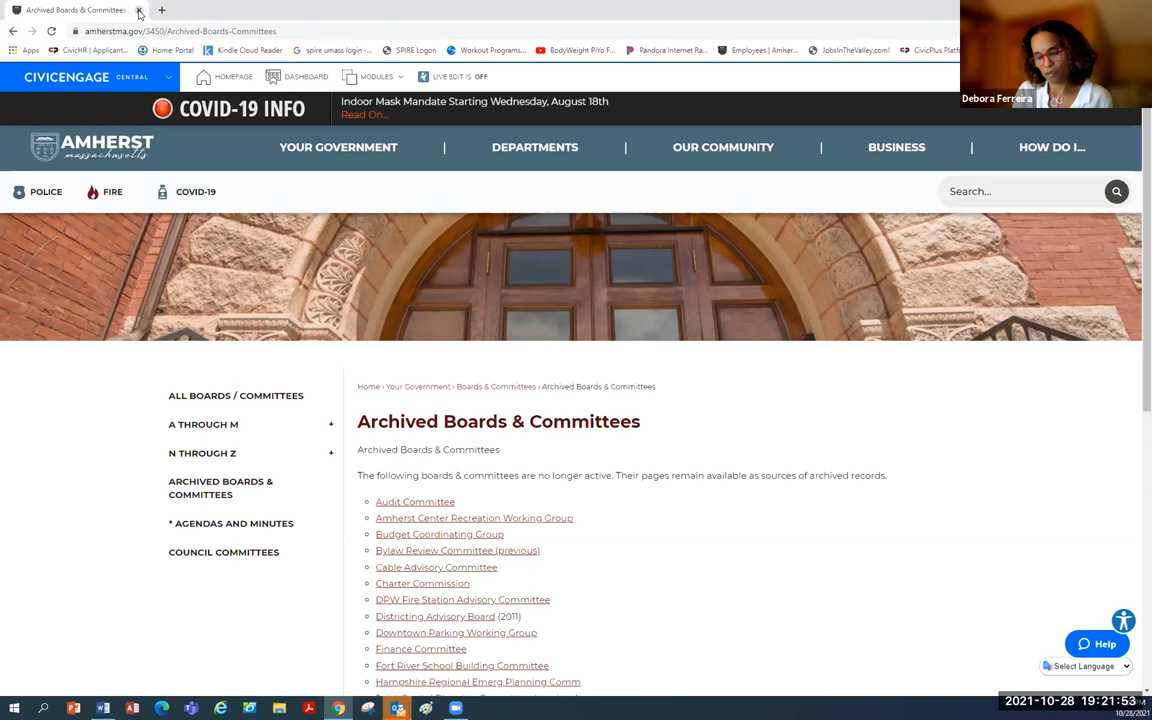 Archived Boards & Committees
amherstma.gov/3450/Archived-Boards-Committees
Apps CivicHR | Applican... Home: Portal Kindle Cloud Reader spire umass login -... SPIRE Logon Workout Programs... BodyWeight PiYo F... Pandora Internet Ra... Employees | Amher... JobsInTheValley.com! CivicPlus Platform
CIVICENGAGE CENTRAL HOMEPAGE DASHBOARD MODULES LIVE EDIT IS: OFF
Debora Ferreira
COVID-19 INFO
Indoor Mask Mandate Starting Wednesday, August 18th
Read On...
AMHERST
Massachusetts
YOUR GOVERNMENT | DEPARTMENTS | OUR COMMUNITY | BUSINESS | HOW DO I...
POLICE FIRE COVID-19
Search...
ALL BOARDS / COMMITTEES
A THROUGH M +
N THROUGH Z +
ARCHIVED BOARDS &
COMMITTEES
* AGENDAS AND MINUTES
COUNCIL COMMITTEES
Home › Your Government › Boards & Committees › Archived Boards & Committees
Archived Boards & Committees
Archived Boards & Committees
The following boards & committees are no longer active. Their pages remain available as sources of archived records.
Audit Committee
Amherst Center Recreation Working Group
Budget Coordinating Group
Bylaw Review Committee (previous)
Cable Advisory Committee
Charter Commission
DPW Fire Station Advisory Committee
Districting Advisory Board (2011)
Downtown Parking Working Group
Finance Committee
Fort River School Building Committee
Hampshire Regional Emerg Planning Comm
Help
Select Language
2021-10-28 19:21:53
10/28/2021